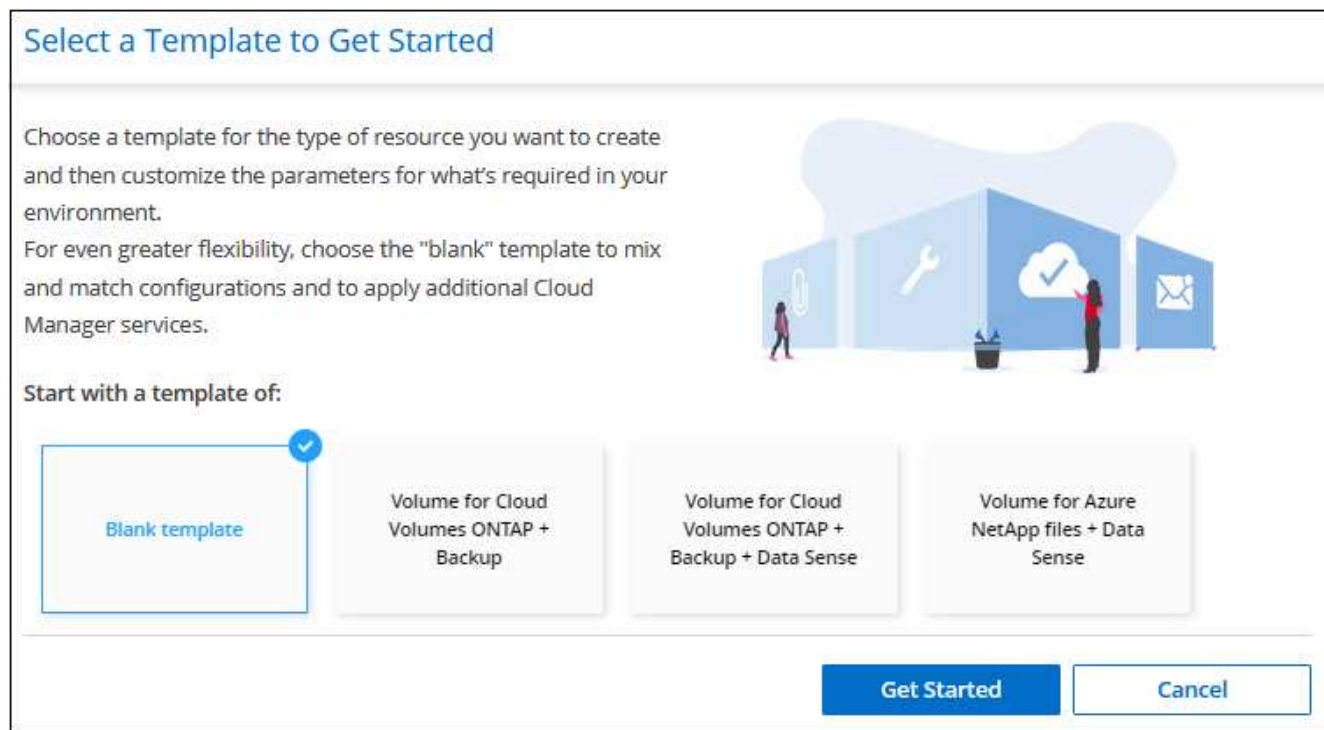 Select a Template to Get Started
Choose a template for the type of resource you want to create
and then customize the parameters for what's required in your
environment.
For even greater flexibility, choose the "blank" template to mix
and match configurations and to apply additional Cloud
Manager services.
Start with a template of:
Blank template
Volume for Cloud
Volumes ONTAP +
Backup
Volume for Cloud
Volumes ONTAP +
Backup + Data Sense
Volume for Azure
NetApp files + Data
Sense
Get Started
Cancel